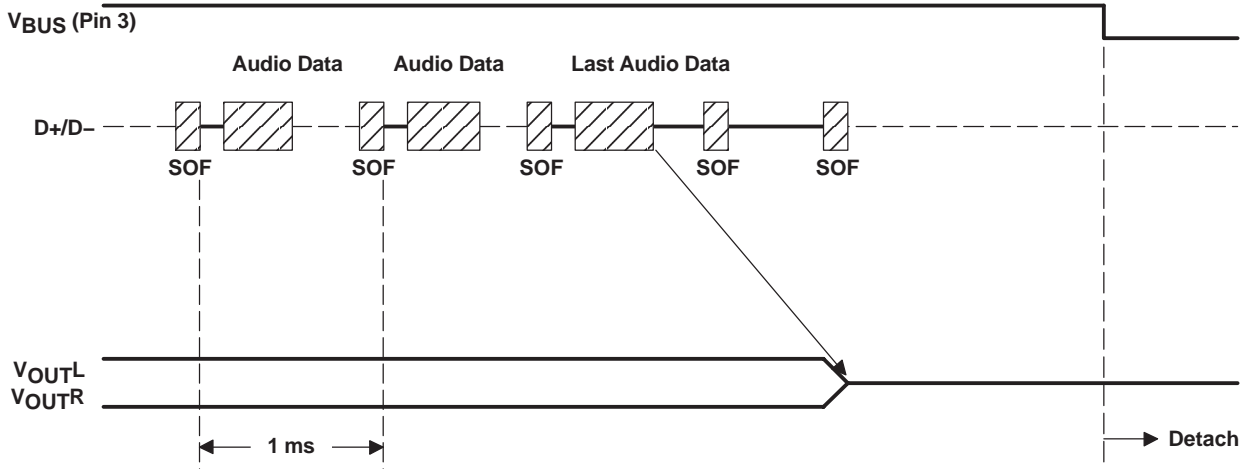 VBUS (Pin 3)
Audio Data Audio Data Last Audio Data
D+/D–
SOF SOF SOF SOF SOF
VOUTL
VOUTR
1 ms
Detach